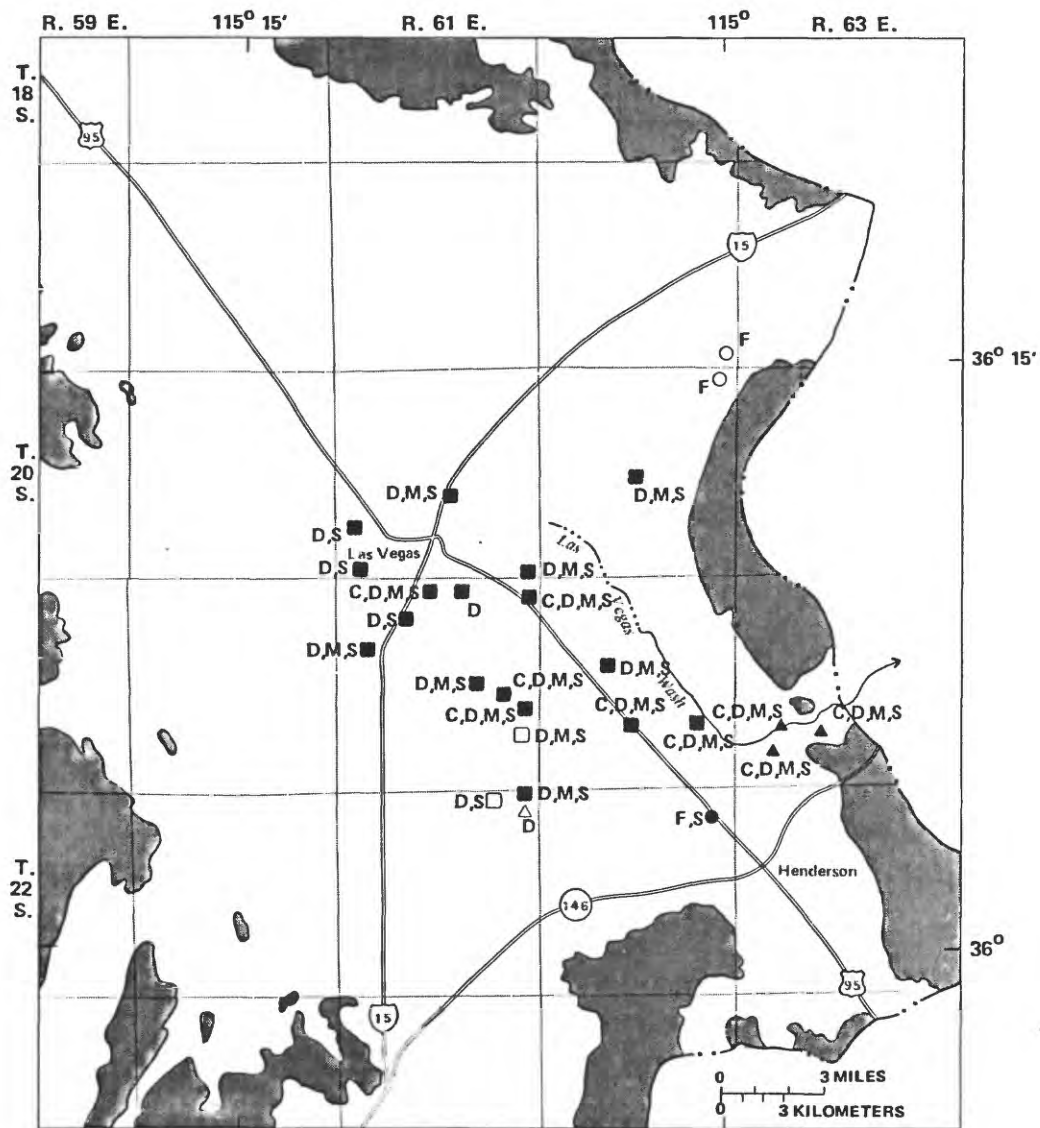 R. 59 E. 115° 15' R. 61 E. 115° R. 63 E.
T. 18 S.
95
15
F
36° 15'
F
T. 20 S.
D,M,S
D,M,S
D,S
Las Vegas
Las
D,S
D,M,S
C,D,M,S
D
C,D,M,S
Vegas
D,S
D,M,S
D,M,S
D,M,S
C,D,M,S
Wash
C,D,M,S
C,D,M,S
C,D,M,S
C,D,M,S
C,D,M,S
D,M,S
C,D,M,S
D,S
D,M,S
D
F,S
T. 22 S.
Henderson
146
36°
95
15
0 3 MILES
0 3 KILOMETERS